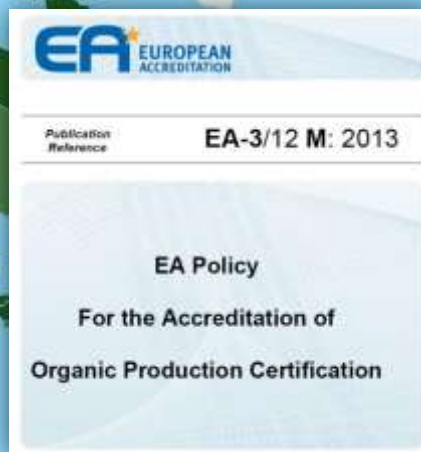 EA EUROPEAN
ACCREDITATION
Publication
Reference
EA-3/12 M: 2013
EA Policy
For the Accreditation of
Organic Production Certification